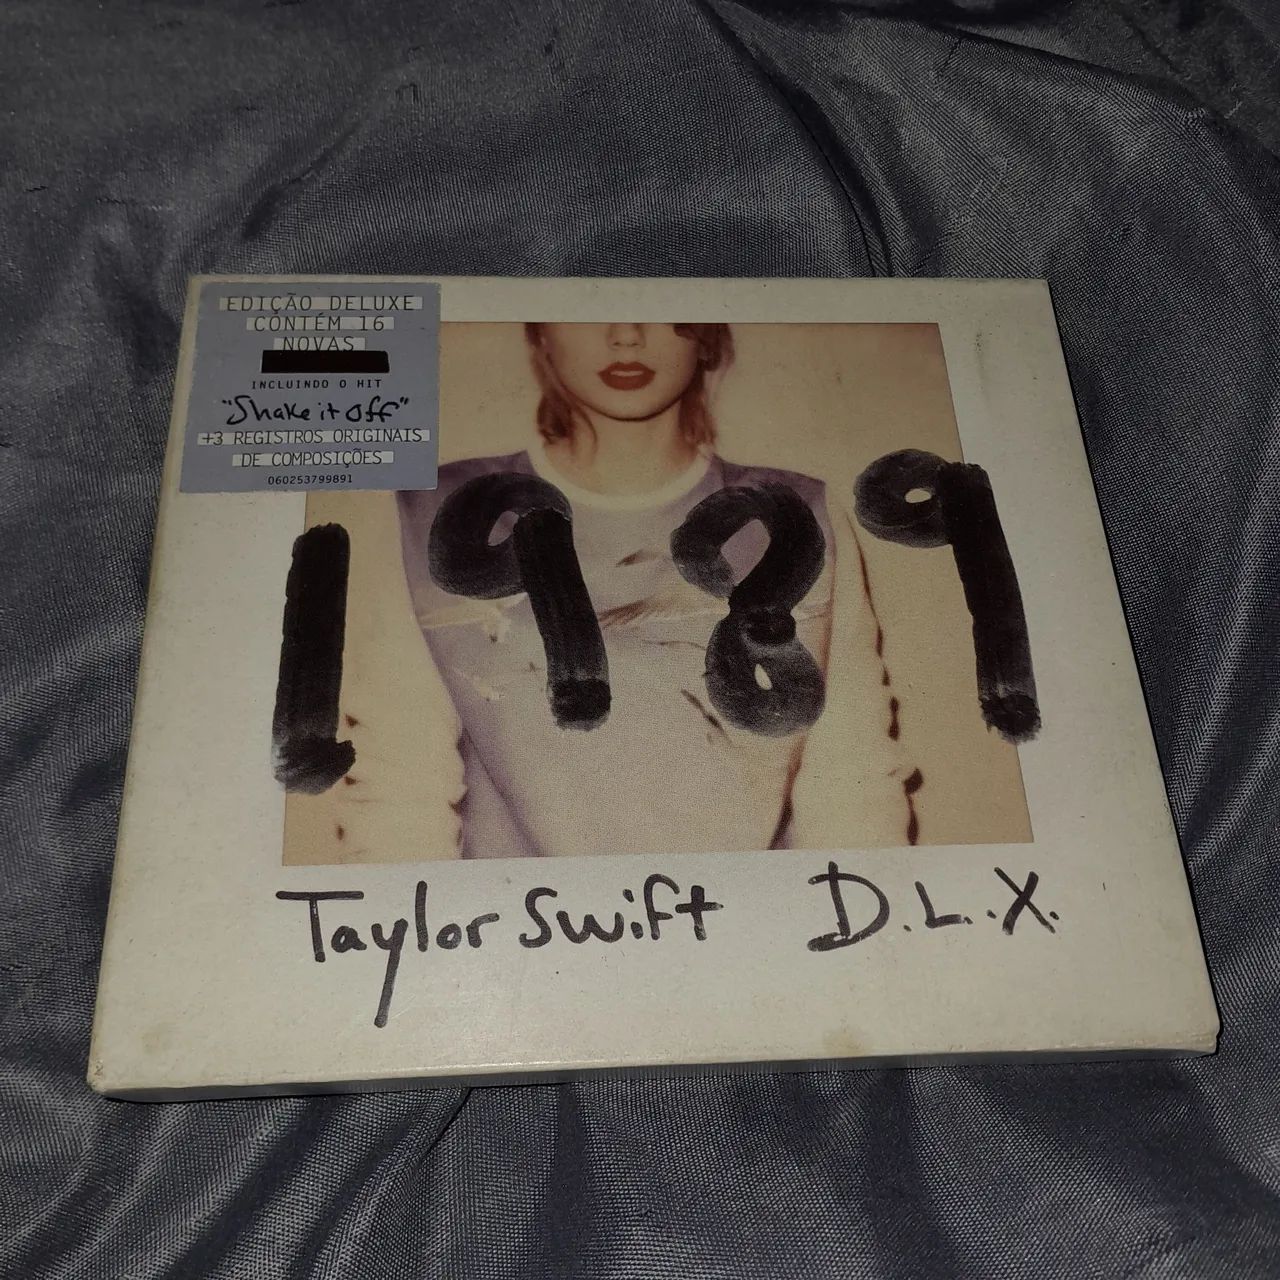 EDIÇÃO DELUXE
CONTÉM 16
NOVAS
INCLUINDO O HIT
"Shake it off"
+3 REGISTROS ORIGINAIS
DE COMPOSIÇÕES
060253799891
1989
Taylor Swift D.L.X.